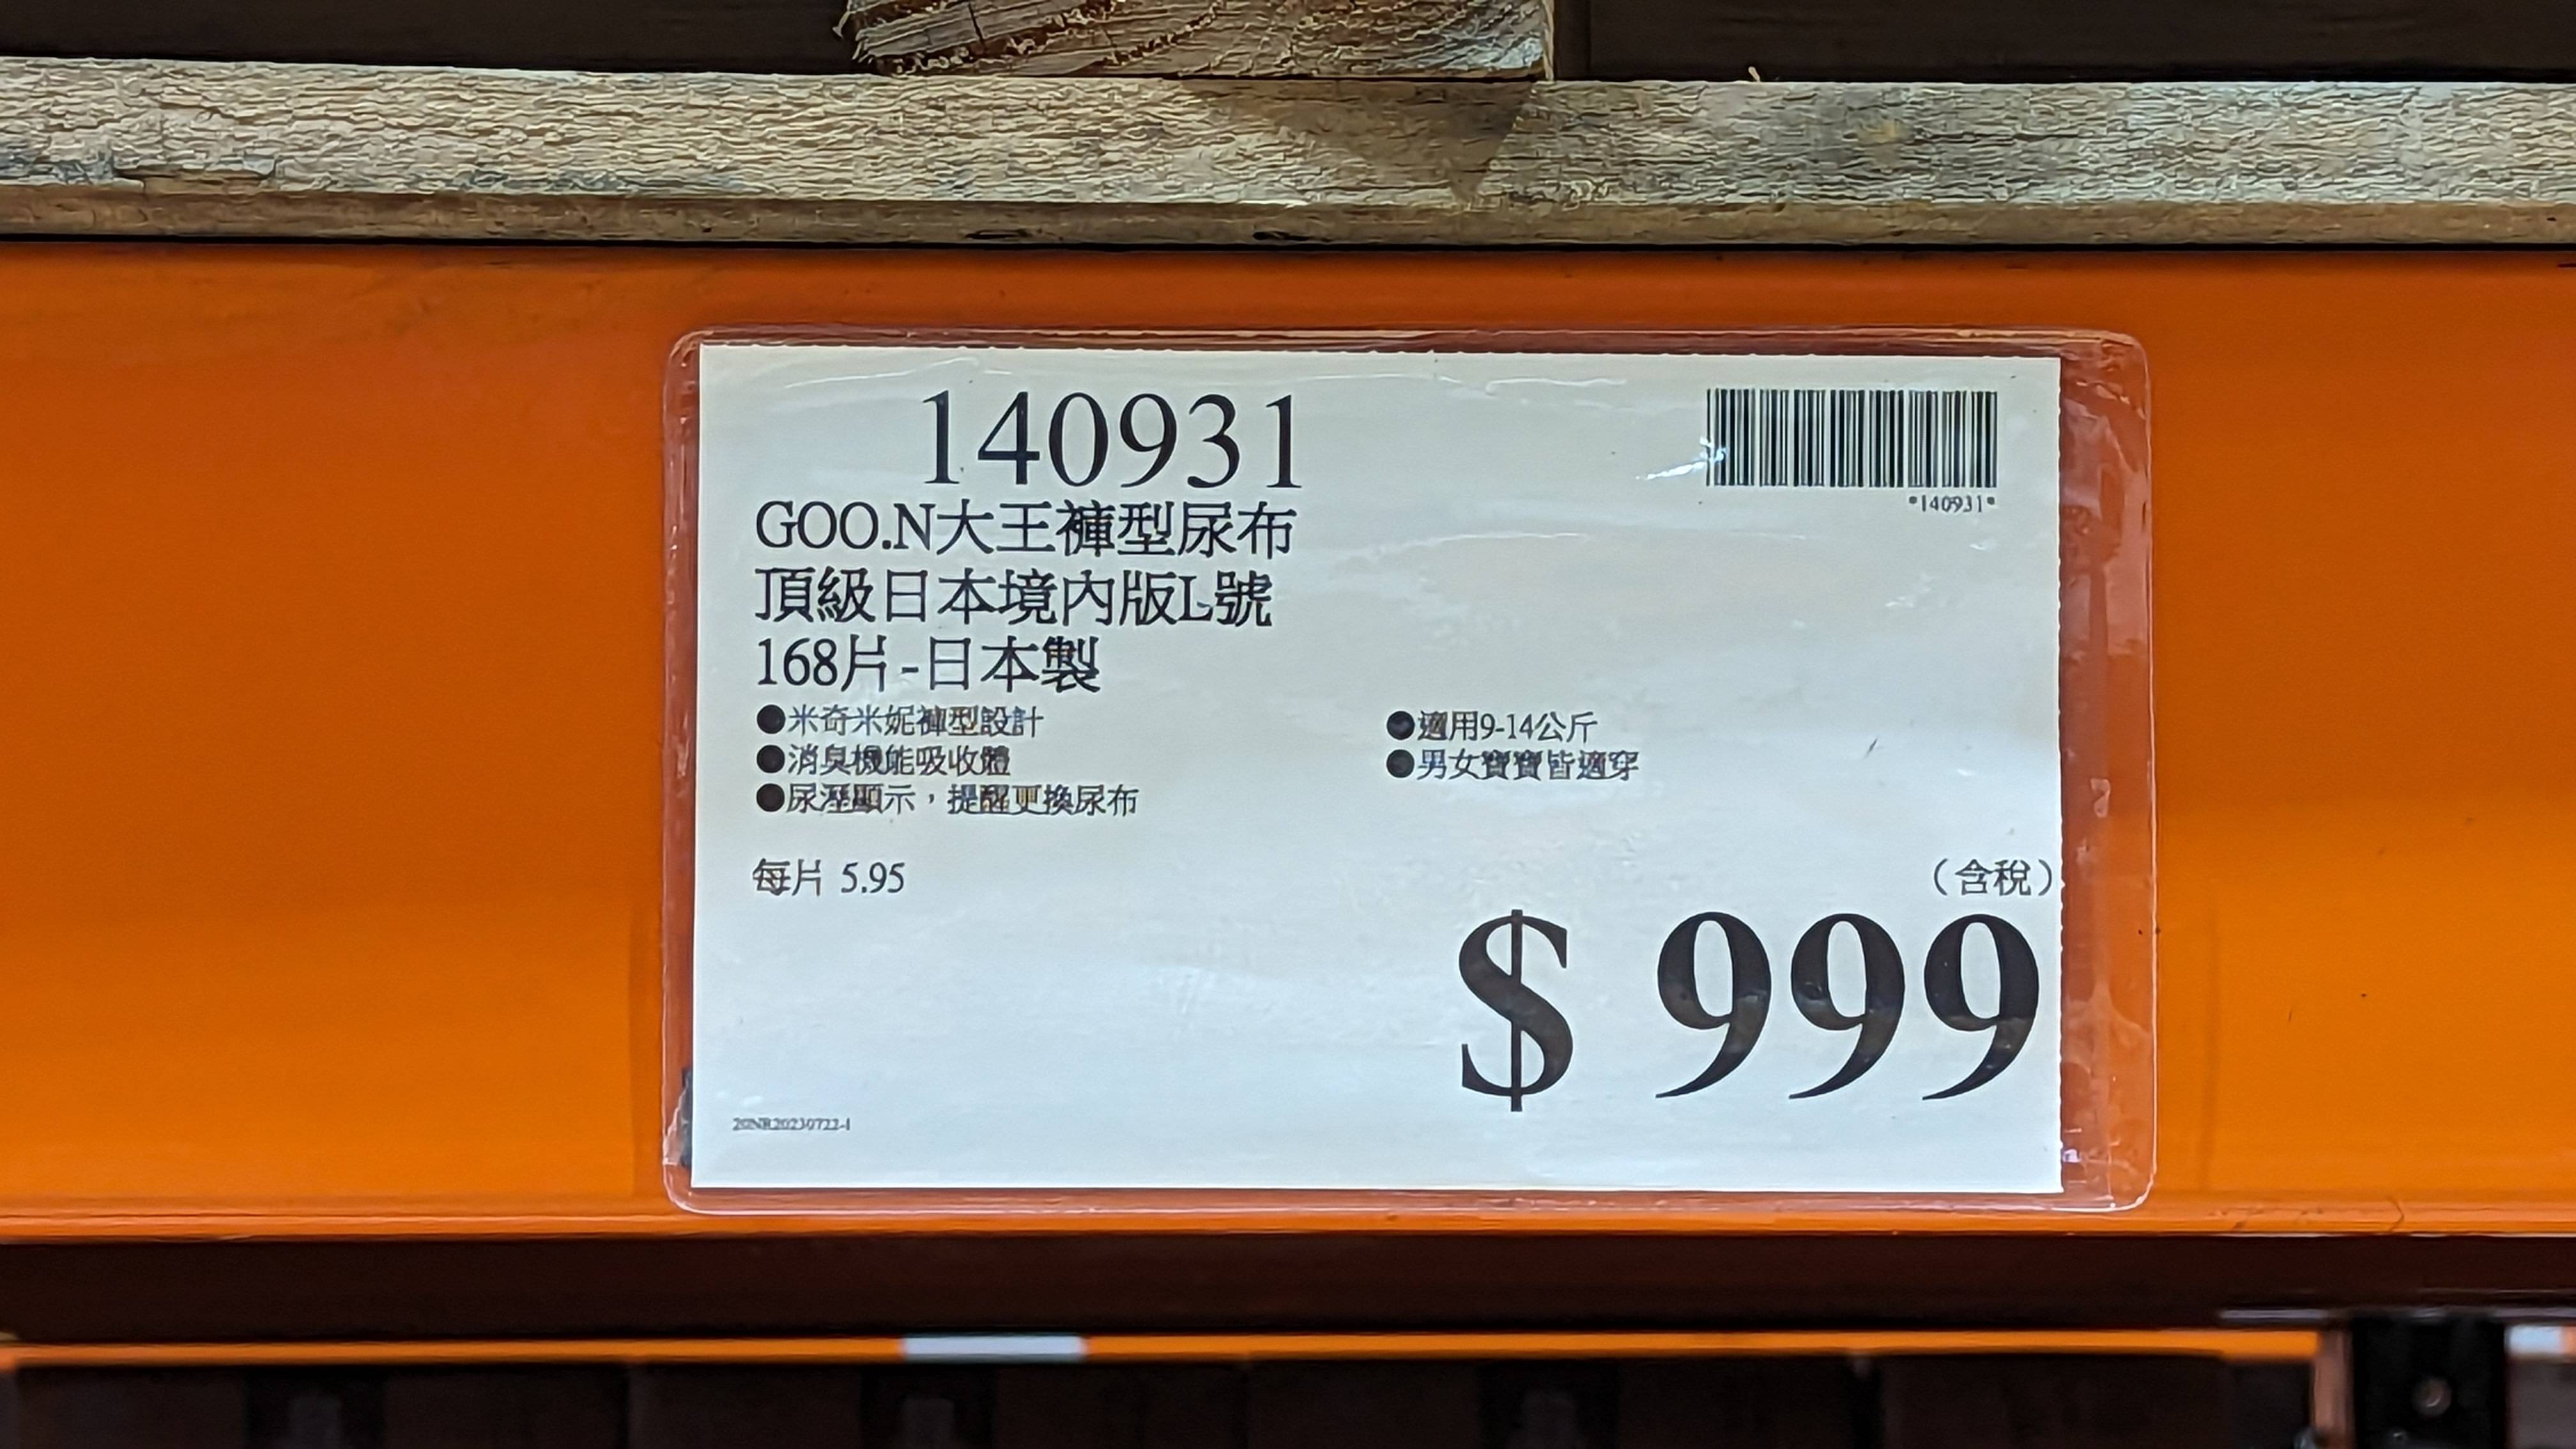 140931
*140931*
GOO.N大王褲型尿布
頂級日本境內版L號
168片-日本製
●米奇米妮褲型設計
●適用9-14公斤
●消臭機能吸收體
●男女寶寶皆適穿
●尿溼顯示，提醒更換尿布
每片 5.95
（含稅）
$ 999
20NR20230722-1